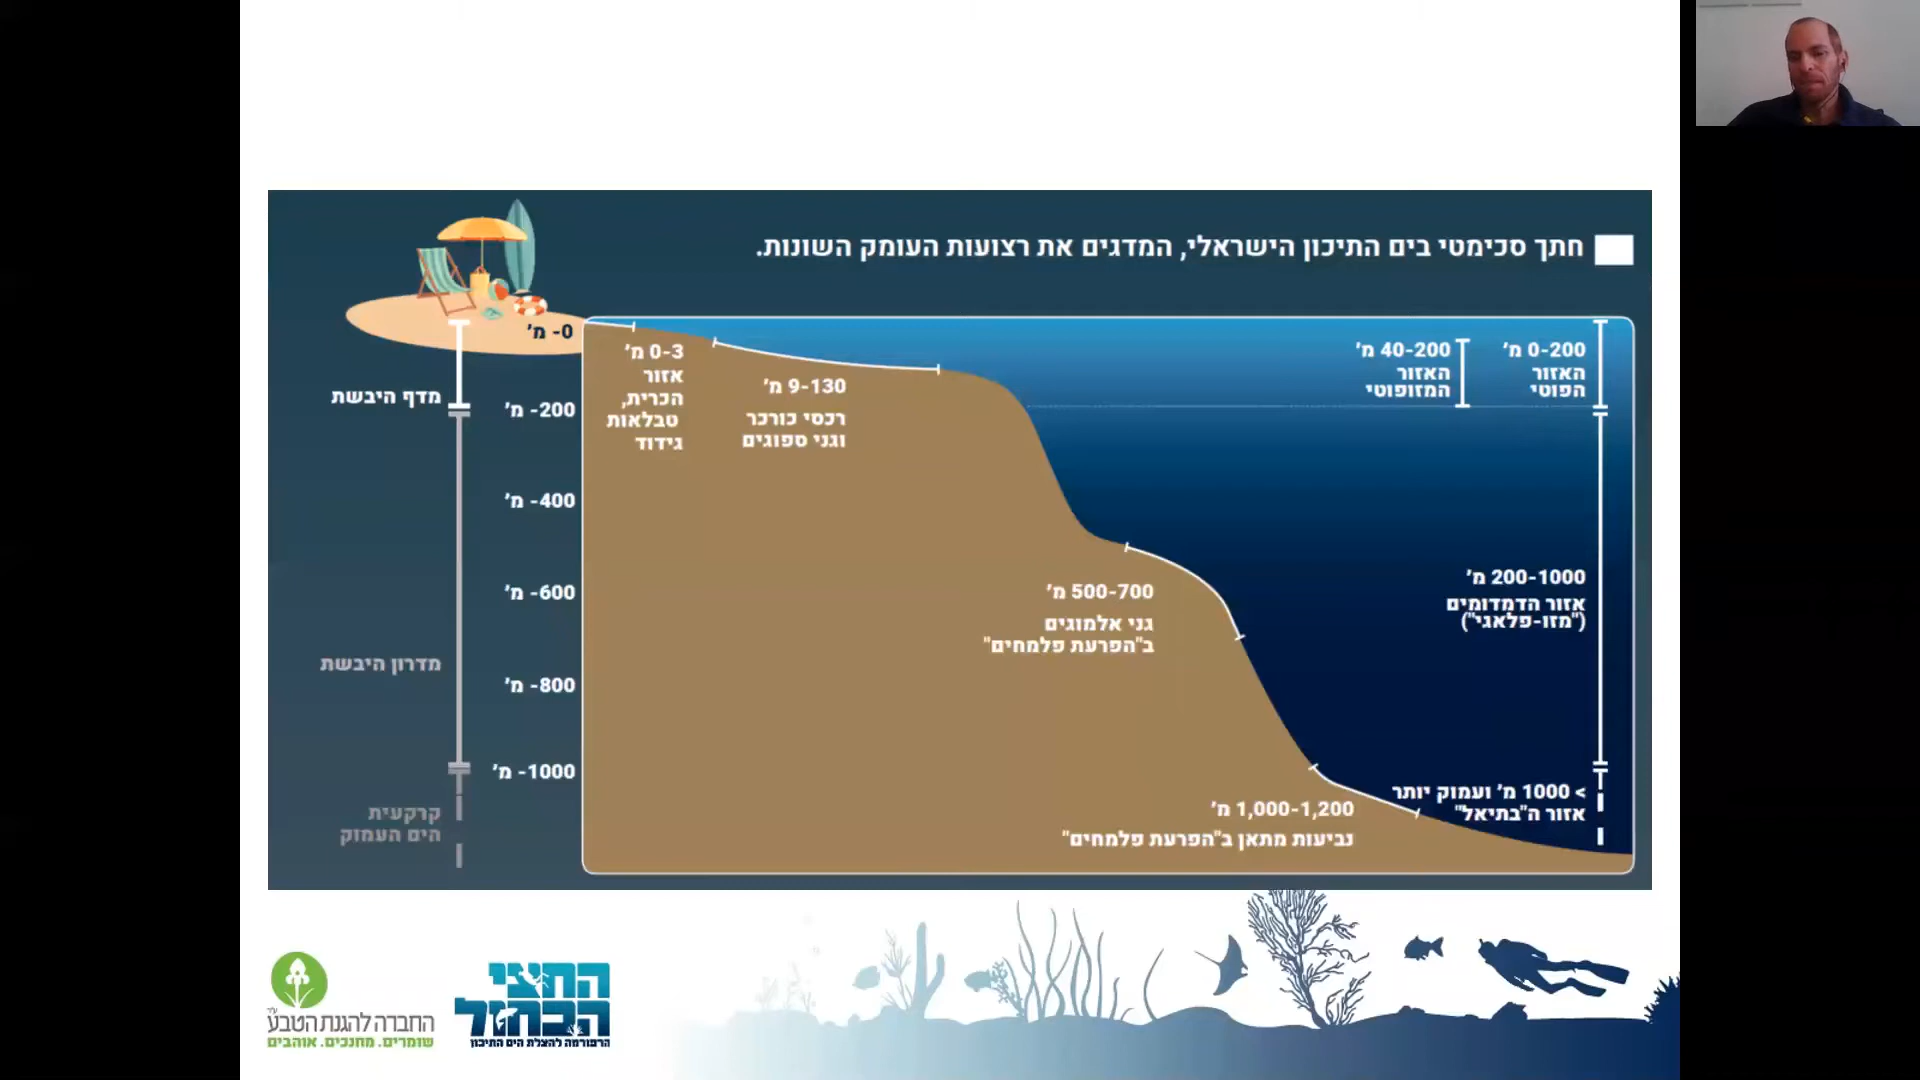 חתך סכימטי בים התיכון הישראלי, המדגים את רצועות העומק השונות.
0- מ׳
200- מ׳
400- מ׳
600- מ׳
800- מ׳
1000- מ׳
מדף היבשת
מדרון היבשת
קרקעית
הים העמוק
0-3 מ׳
אזור
הכרית,
טבלאות
גידוד
9-130 מ׳
רכסי כורכר
וגני ספוגים
500-700 מ׳
גני אלמוגים
ב"הפרעת פלמחים"
1,000-1,200 מ׳
נביעות מתאן ב"הפרעת פלמחים"
40-200 מ׳
האזור
המזופוטי
0-200 מ׳
האזור
הפוטי
200-1000 מ׳
אזור הדמדומים
("מזו-פלאגי")
> 1000 מ׳ ועמוק יותר
אזור ה"בתיאל"
החברה להגנת הטבע
שומרים. מחנכים. אוהבים
החצי
הכחול
הרפורמה להצלת הים התיכון